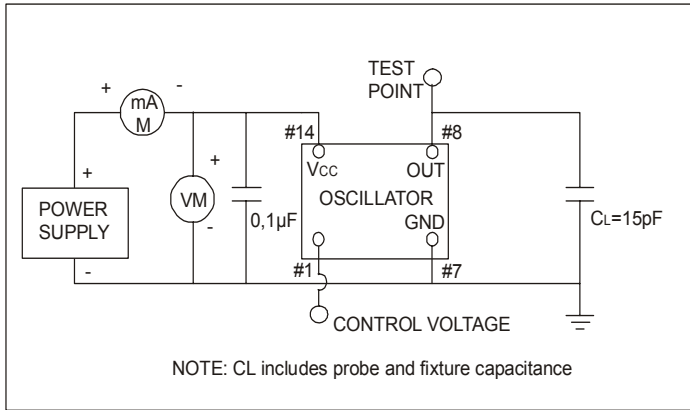 TEST
POINT
+ -
mA
M
#14 #8
+ + Vcc OUT
POWER
SUPPLY
VM
0,1µF
OSCILLATOR
GND
CL=15pF
-
- #1 #7
CONTROL VOLTAGE
NOTE: CL includes probe and fixture capacitance